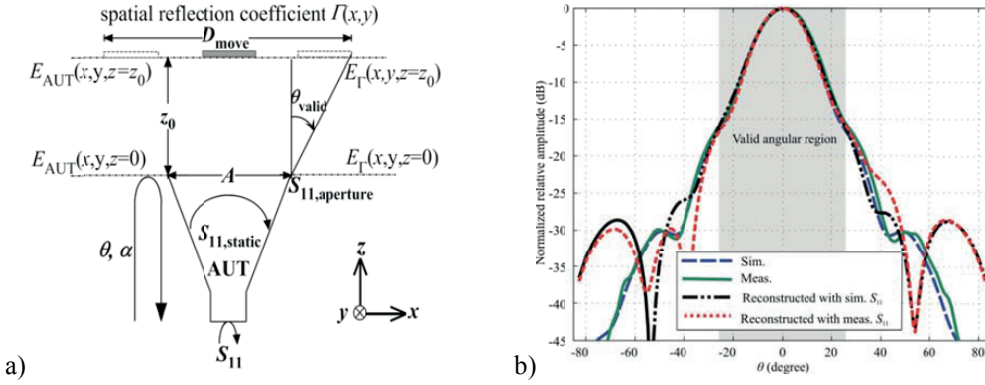 a)
spatial reflection coefficient Γ(x,y)
D_move
E_AUT(x,y,z=z_0)
E_Γ(x,y,z=z_0)
θ_valid
z_0
E_AUT(x,y,z=0)
E_Γ(x,y,z=0)
A
S_11,aperture
S_11,static
θ, α
AUT
z
y
x
S_11
b)
Normalized relative amplitude (dB)
0
-5
-10
-15
-20
-25
-30
-35
-40
-45
Valid angular region
Sim.
Meas.
Reconstructed with sim. S_11
Reconstructed with meas. S_11
-80 -60 -40 -20 0 20 40 60 80
θ (degree)